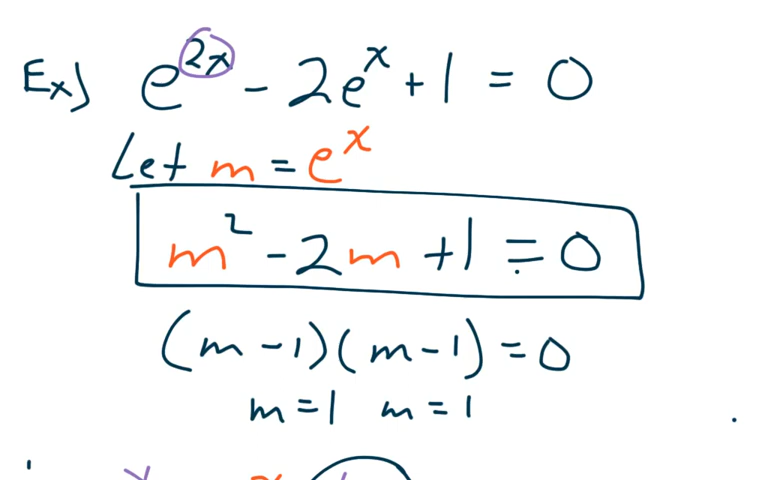 Ex) e^{2x} - 2e^x + 1 = 0
Let m = e^x
m^2 - 2m + 1 = 0
(m - 1)(m - 1) = 0
m = 1 m = 1